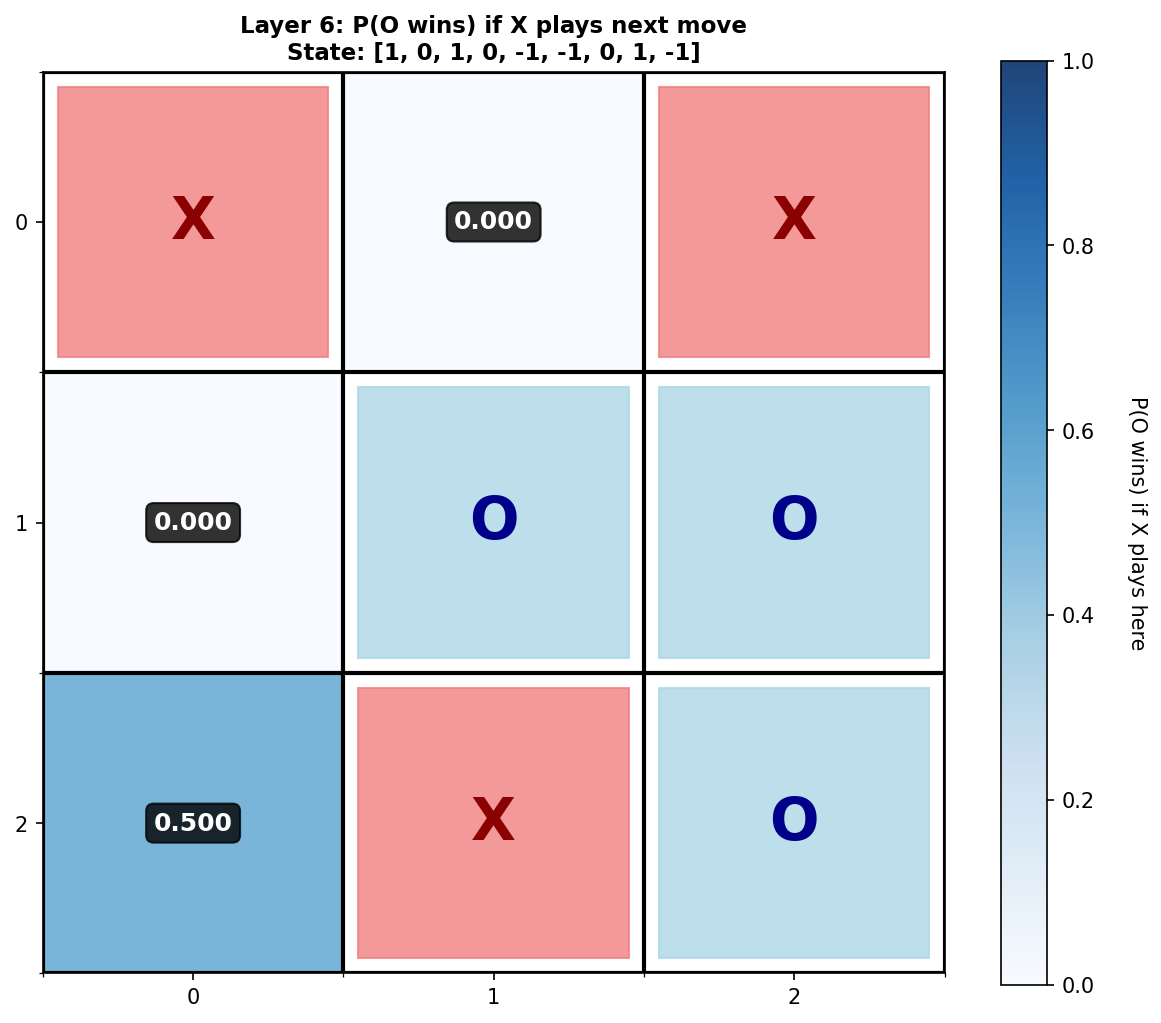 Layer 6: P(O wins) if X plays next move
State: [1, 0, 1, 0, -1, -1, 0, 1, -1]
X 0.000 X
0.000 O O
0.500 X O
0
1
2
0 1 2
1.0
0.8
0.6
0.4
0.2
0.0
P(O wins) if X plays here